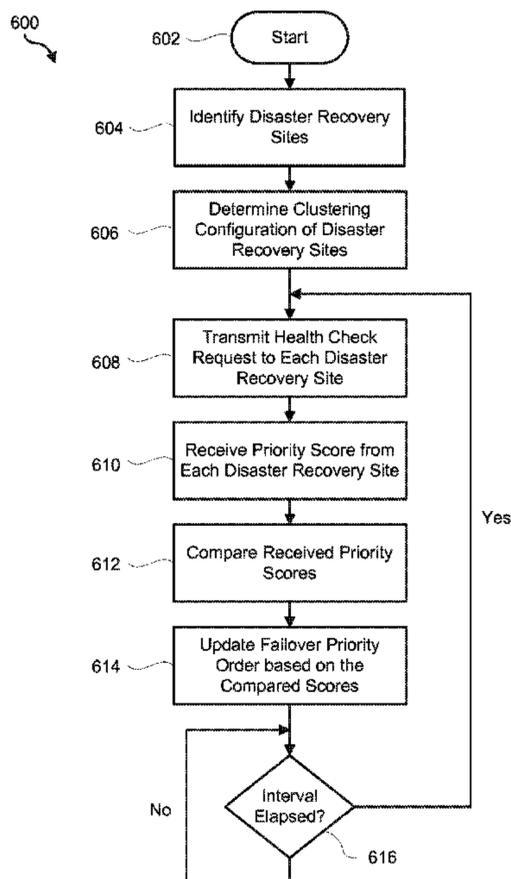 600
602
Start
604
Identify Disaster Recovery
Sites
606
Determine Clustering
Configuration of Disaster
Recovery Sites
608
Transmit Health Check
Request to Each Disaster
Recovery Site
610
Receive Priority Score from
Each Disaster Recovery Site
Yes
612
Compare Received Priority
Scores
614
Update Failover Priority
Order based on the
Compared Scores
No
Interval
Elapsed?
616